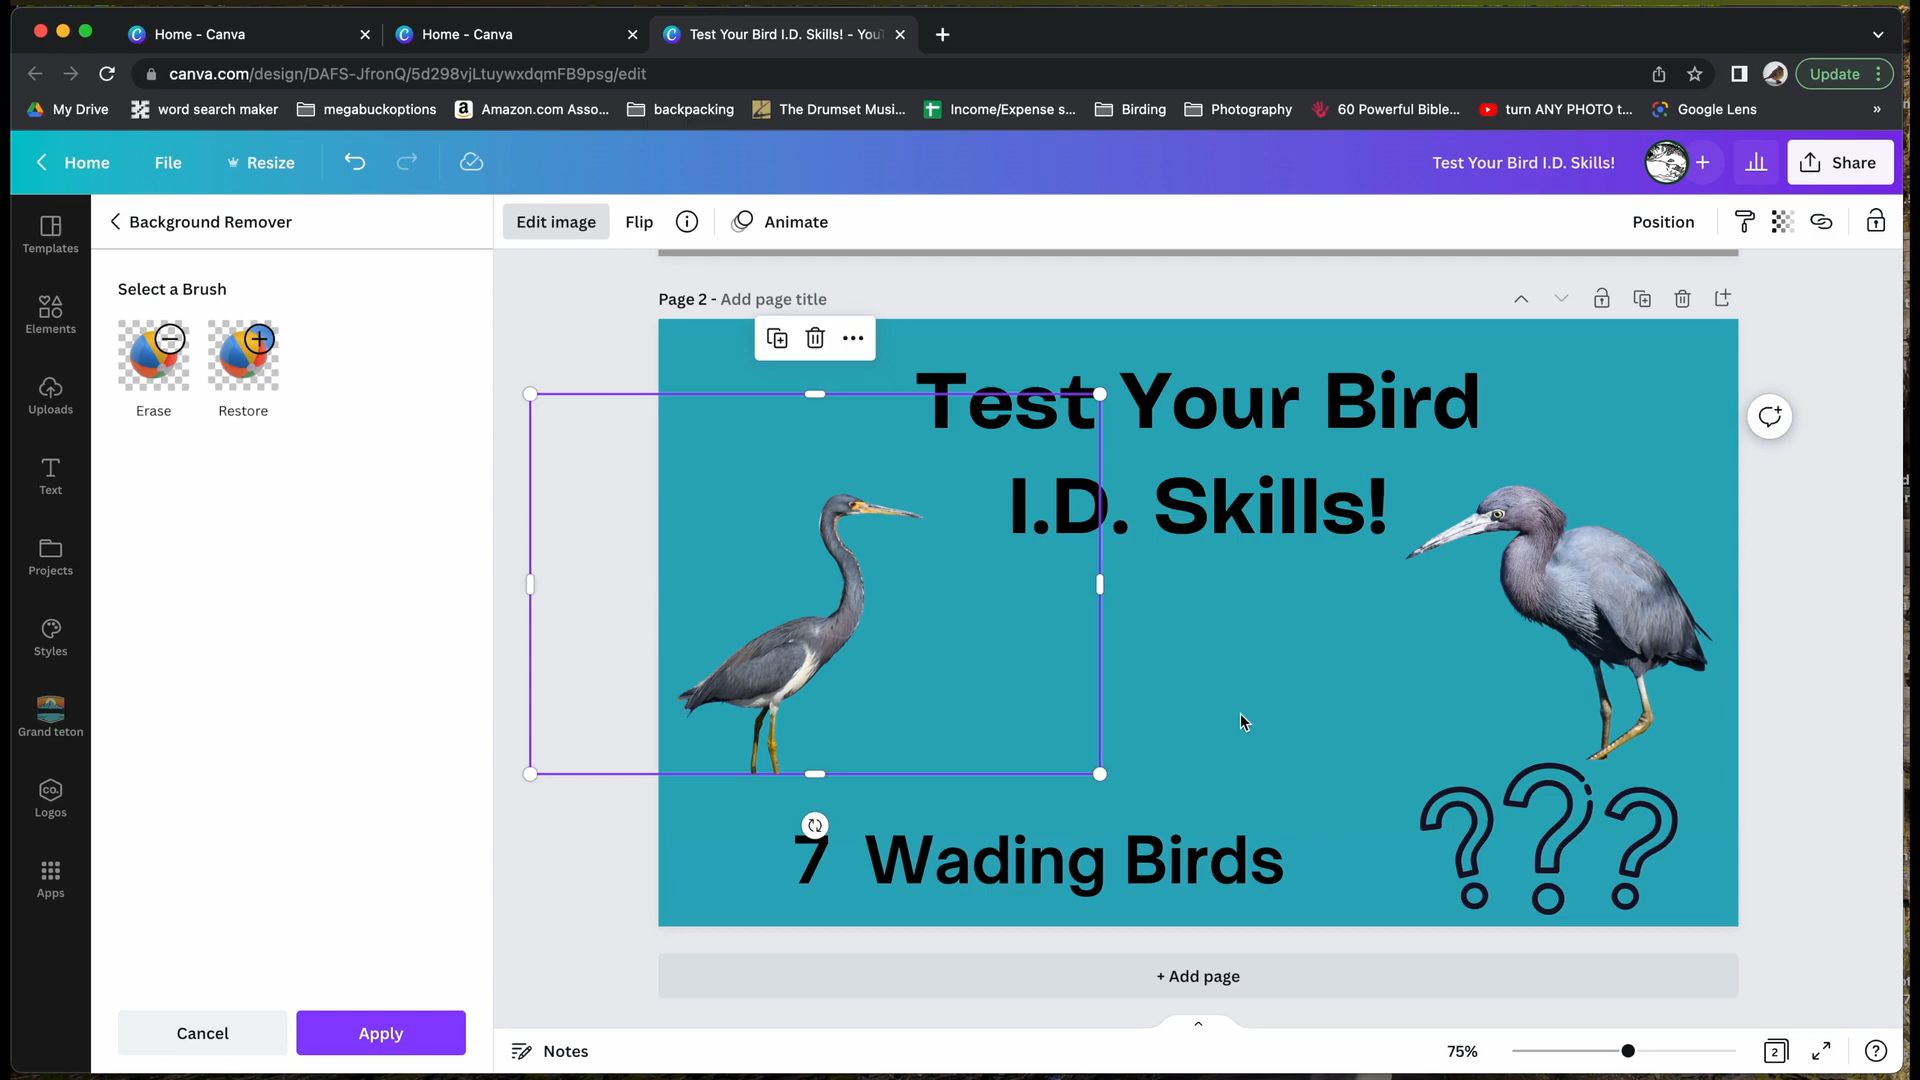 Home - Canva
Home - Canva
Test Your Bird I.D. Skills! - YouT
canva.com/design/DAFS-JfronQ/5d298vjLtuywxdqmFB9psg/edit
Update
My Drive
word search maker
megabuckoptions
Amazon.com Asso...
backpacking
The Drumset Musi...
Income/Expense s...
Birding
Photography
60 Powerful Bible...
turn ANY PHOTO t...
Google Lens
»
Home
File
Resize
Test Your Bird I.D. Skills!
Share
Background Remover
Edit image
Flip
Animate
Position
Templates
Elements
Uploads
Text
Projects
Styles
Grand teton
CO.
Logos
Apps
Select a Brush
Erase
Restore
Cancel
Apply
Page 2 - Add page title
Test Your Bird
I.D. Skills!
7 Wading Birds
???
+ Add page
Notes
75%
2
?